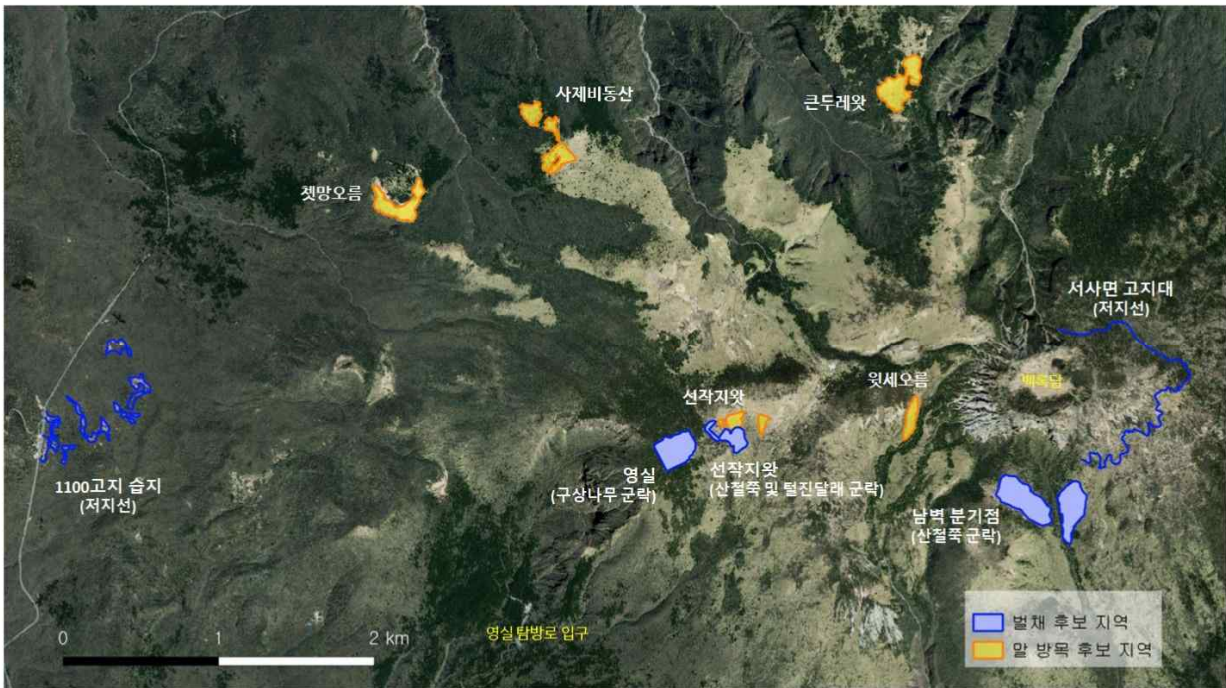 사제비동산
큰두레왓
쳇망오름
서사면 고지대
(저지선)
백록담
윗세오름
선작지왓
영실
(구상나무 군락)
선작지왓
(산철쭉 및 털진달래 군락)
1100고지 습지
(저지선)
남벽 분기점
(산철쭉 군락)
영실 탐방로 입구
0 1 2 km
벌채 후보 지역
말 방목 후보 지역